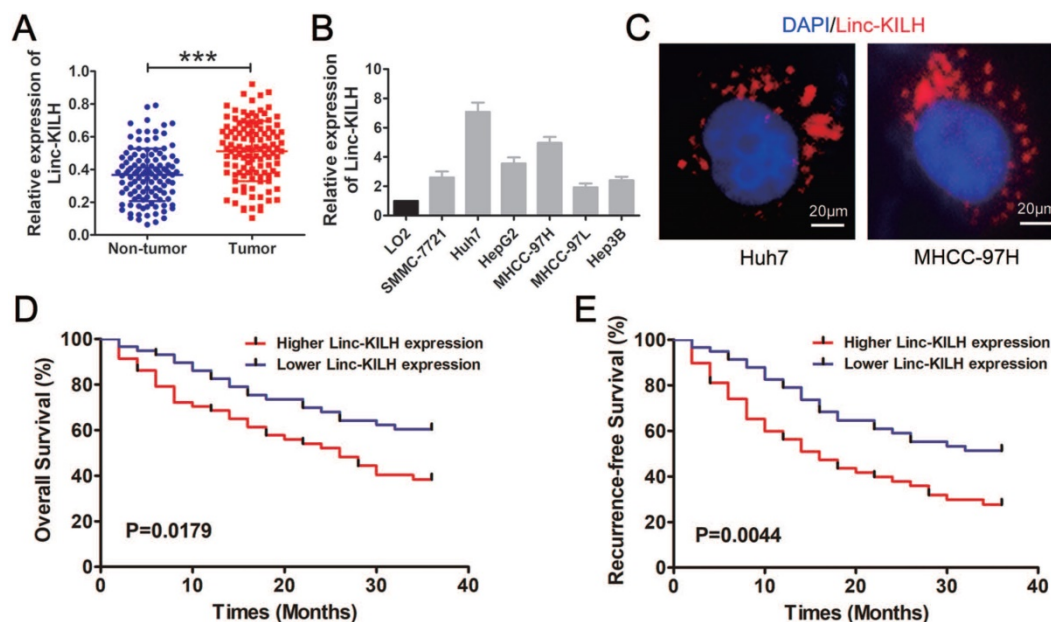 A
Relative expression of
Linc-KILH
1.0
0.8
0.6
0.4
0.2
0.0
***
Non-tumor
Tumor
B
Relative expression
of Linc-KILH
10
8
6
4
2
0
LO2
SMMC-7721
Huh7
HepG2
MHCC-97H
MHCC-97L
Hep3B
C
DAPI/Linc-KILH
20μm
20μm
Huh7
MHCC-97H
D
Overall Survival (%)
100
80
60
40
20
0
Higher Linc-KILH expression
Lower Linc-KILH expression
P=0.0179
0
10
20
30
40
Times (Months)
E
Recurrence-free Survival (%)
100
80
60
40
20
0
Higher Linc-KILH expression
Lower Linc-KILH expression
P=0.0044
0
10
20
30
40
Times (Months)